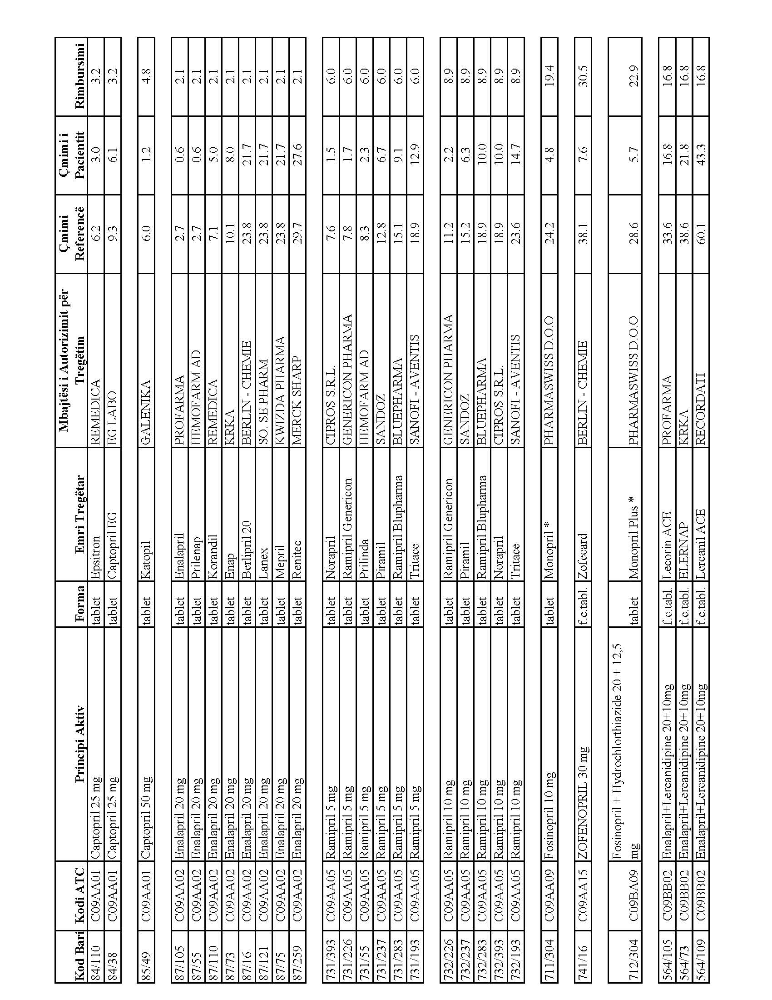 Kod Bari Kodi ATC Principi Aktiv Forma Emri Tregëtar Mbajtësi i Autorizimit për Tregëtim Çmimi Referencë Çmimi i Pacientit Rimbursimi
84/110 C09AA01 Captopril 25 mg tablet Epsitron REMEDICA 6.2 3.0 3.2
84/38 C09AA01 Captopril 25 mg tablet Captopril EG EG LABO 9.3 6.1 3.2
85/49 C09AA01 Captopril 50 mg tablet Katopil GALENIKA 6.0 1.2 4.8
87/105 C09AA02 Enalapril 20 mg tablet Enalapril PROFARMA 2.7 0.6 2.1
87/55 C09AA02 Enalapril 20 mg tablet Prilenap HEMOFARM AD 2.7 0.6 2.1
87/110 C09AA02 Enalapril 20 mg tablet Korandil REMEDICA 7.1 5.0 2.1
87/73 C09AA02 Enalapril 20 mg tablet Enap KRKA 10.1 8.0 2.1
87/16 C09AA02 Enalapril 20 mg tablet Berlipril 20 BERLIN - CHEMIE 23.8 21.7 2.1
87/121 C09AA02 Enalapril 20 mg tablet Lanex SO. SE PHARM 23.8 21.7 2.1
87/75 C09AA02 Enalapril 20 mg tablet Mepril KWIZDA PHARMA 23.8 21.7 2.1
87/259 C09AA02 Enalapril 20 mg tablet Renitec MERCK SHARP 29.7 27.6 2.1
731/393 C09AA05 Ramipril 5 mg tablet Norapril CIPROS S.R.L. 7.6 1.5 6.0
731/226 C09AA05 Ramipril 5 mg tablet Ramipril Genericon GENERICON PHARMA 7.8 1.7 6.0
731/55 C09AA05 Ramipril 5 mg tablet Prilinda HEMOFARM AD 8.3 2.3 6.0
731/237 C09AA05 Ramipril 5 mg tablet Piramil SANDOZ 12.8 6.7 6.0
731/283 C09AA05 Ramipril 5 mg tablet Ramipril Blupharma BLUEPHARMA 15.1 9.1 6.0
731/193 C09AA05 Ramipril 5 mg tablet Tritace SANOFI - AVENTIS 18.9 12.9 6.0
732/226 C09AA05 Ramipril 10 mg tablet Ramipril Genericon GENERICON PHARMA 11.2 2.2 8.9
732/237 C09AA05 Ramipril 10 mg tablet Piramil SANDOZ 15.2 6.3 8.9
732/283 C09AA05 Ramipril 10 mg tablet Ramipril Blupharma BLUEPHARMA 18.9 10.0 8.9
732/393 C09AA05 Ramipril 10 mg tablet Norapril CIPROS S.R.L. 18.9 10.0 8.9
732/193 C09AA05 Ramipril 10 mg tablet Tritace SANOFI - AVENTIS 23.6 14.7 8.9
711/304 C09AA09 Fosinopril 10 mg tablet Monopril * PHARMASWISS D.O.O 24.2 4.8 19.4
741/16 C09AA15 ZOFENOPRIL 30 mg f.c.tabl. Zofecard BERLIN - CHEMIE 38.1 7.6 30.5
Fosinopril + Hydrochlorthiazide 20 + 12,5
712/304 C09BA09 mg tablet Monopril Plus * PHARMASWISS D.O.O 28.6 5.7 22.9
564/105 C09BB02 Enalapril+Lercanidipine 20+10mg f.c.tabl. Lecorin ACE PROFARMA 33.6 16.8 16.8
564/73 C09BB02 Enalapril+Lercanidipine 20+10mg f.c.tabl. ELERNAP KRKA 38.6 21.8 16.8
564/109 C09BB02 Enalapril+Lercanidipine 20+10mg f.c.tabl. Lercanil ACE RECORDATI 60.1 43.3 16.8